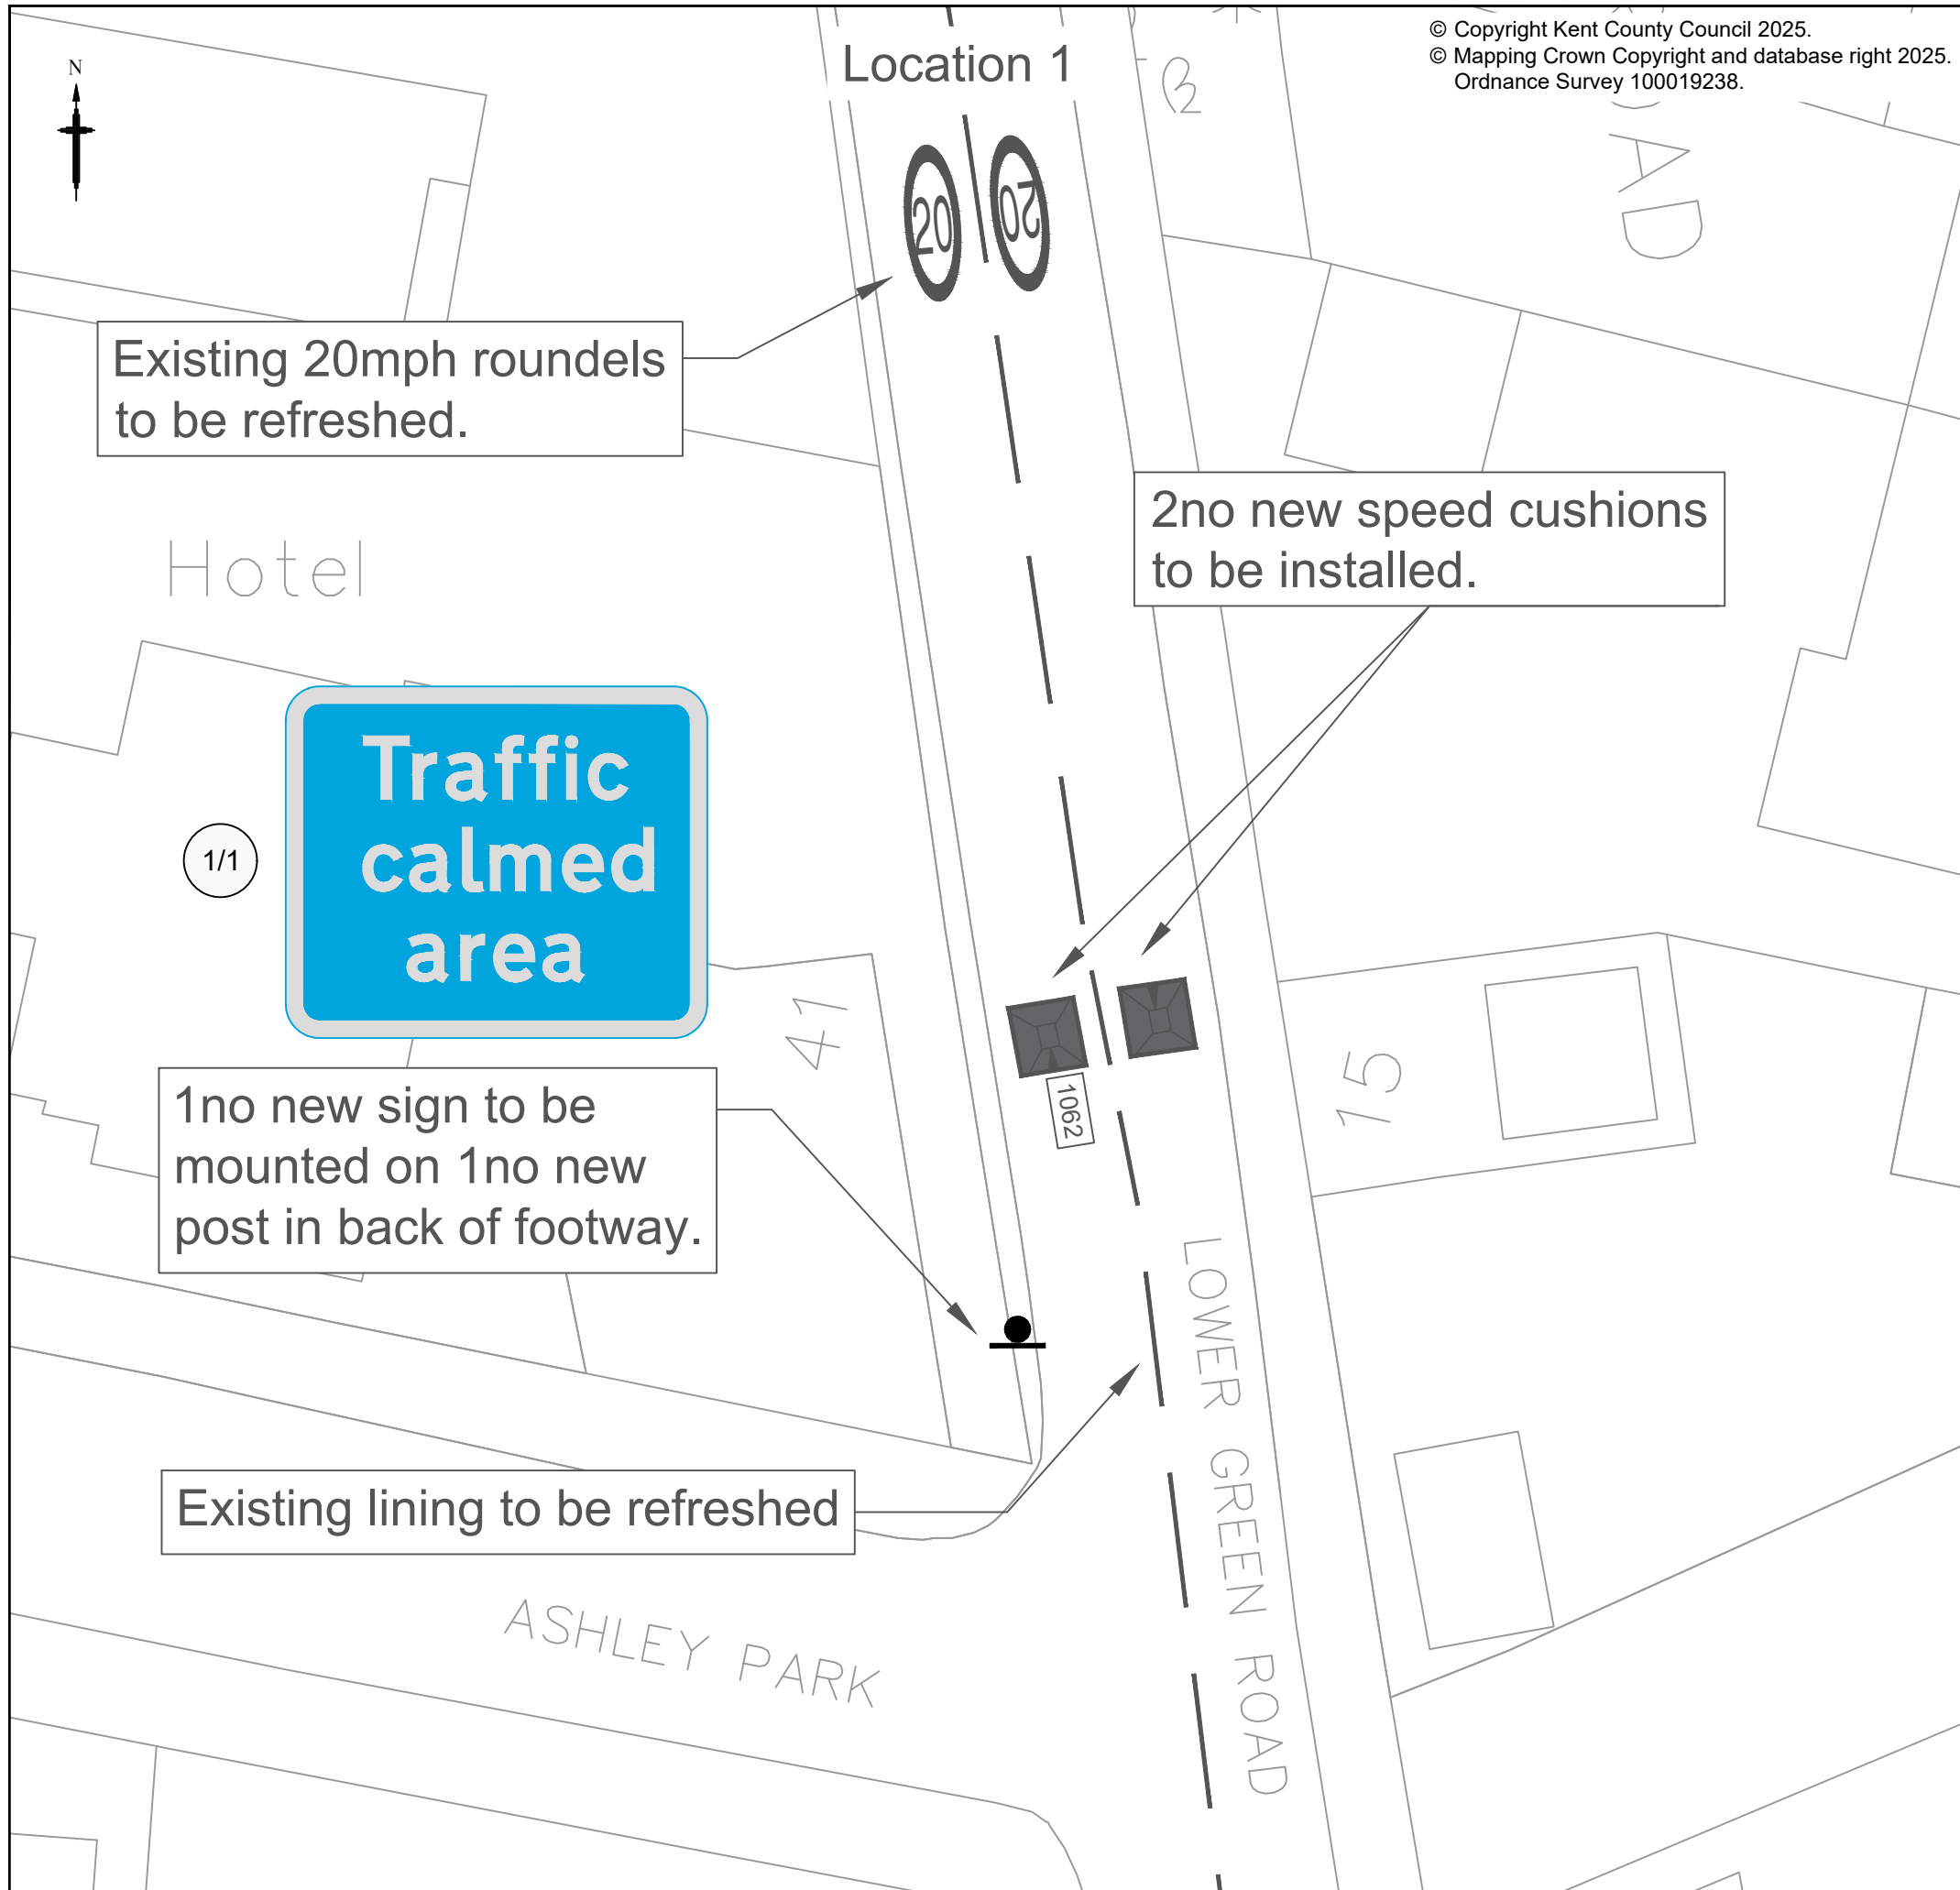 © Copyright Kent County Council 2025.
© Mapping Crown Copyright and database right 2025.
Ordnance Survey 100019238.
N
Location 1
20
20
Existing 20mph roundels
to be refreshed.
2no new speed cushions
to be installed.
Hotel
1/1
Traffic
calmed
area
41
15
1062
1no new sign to be
mounted on 1no new
post in back of footway.
LOWER GREEN ROAD
Existing lining to be refreshed
ASHLEY PARK